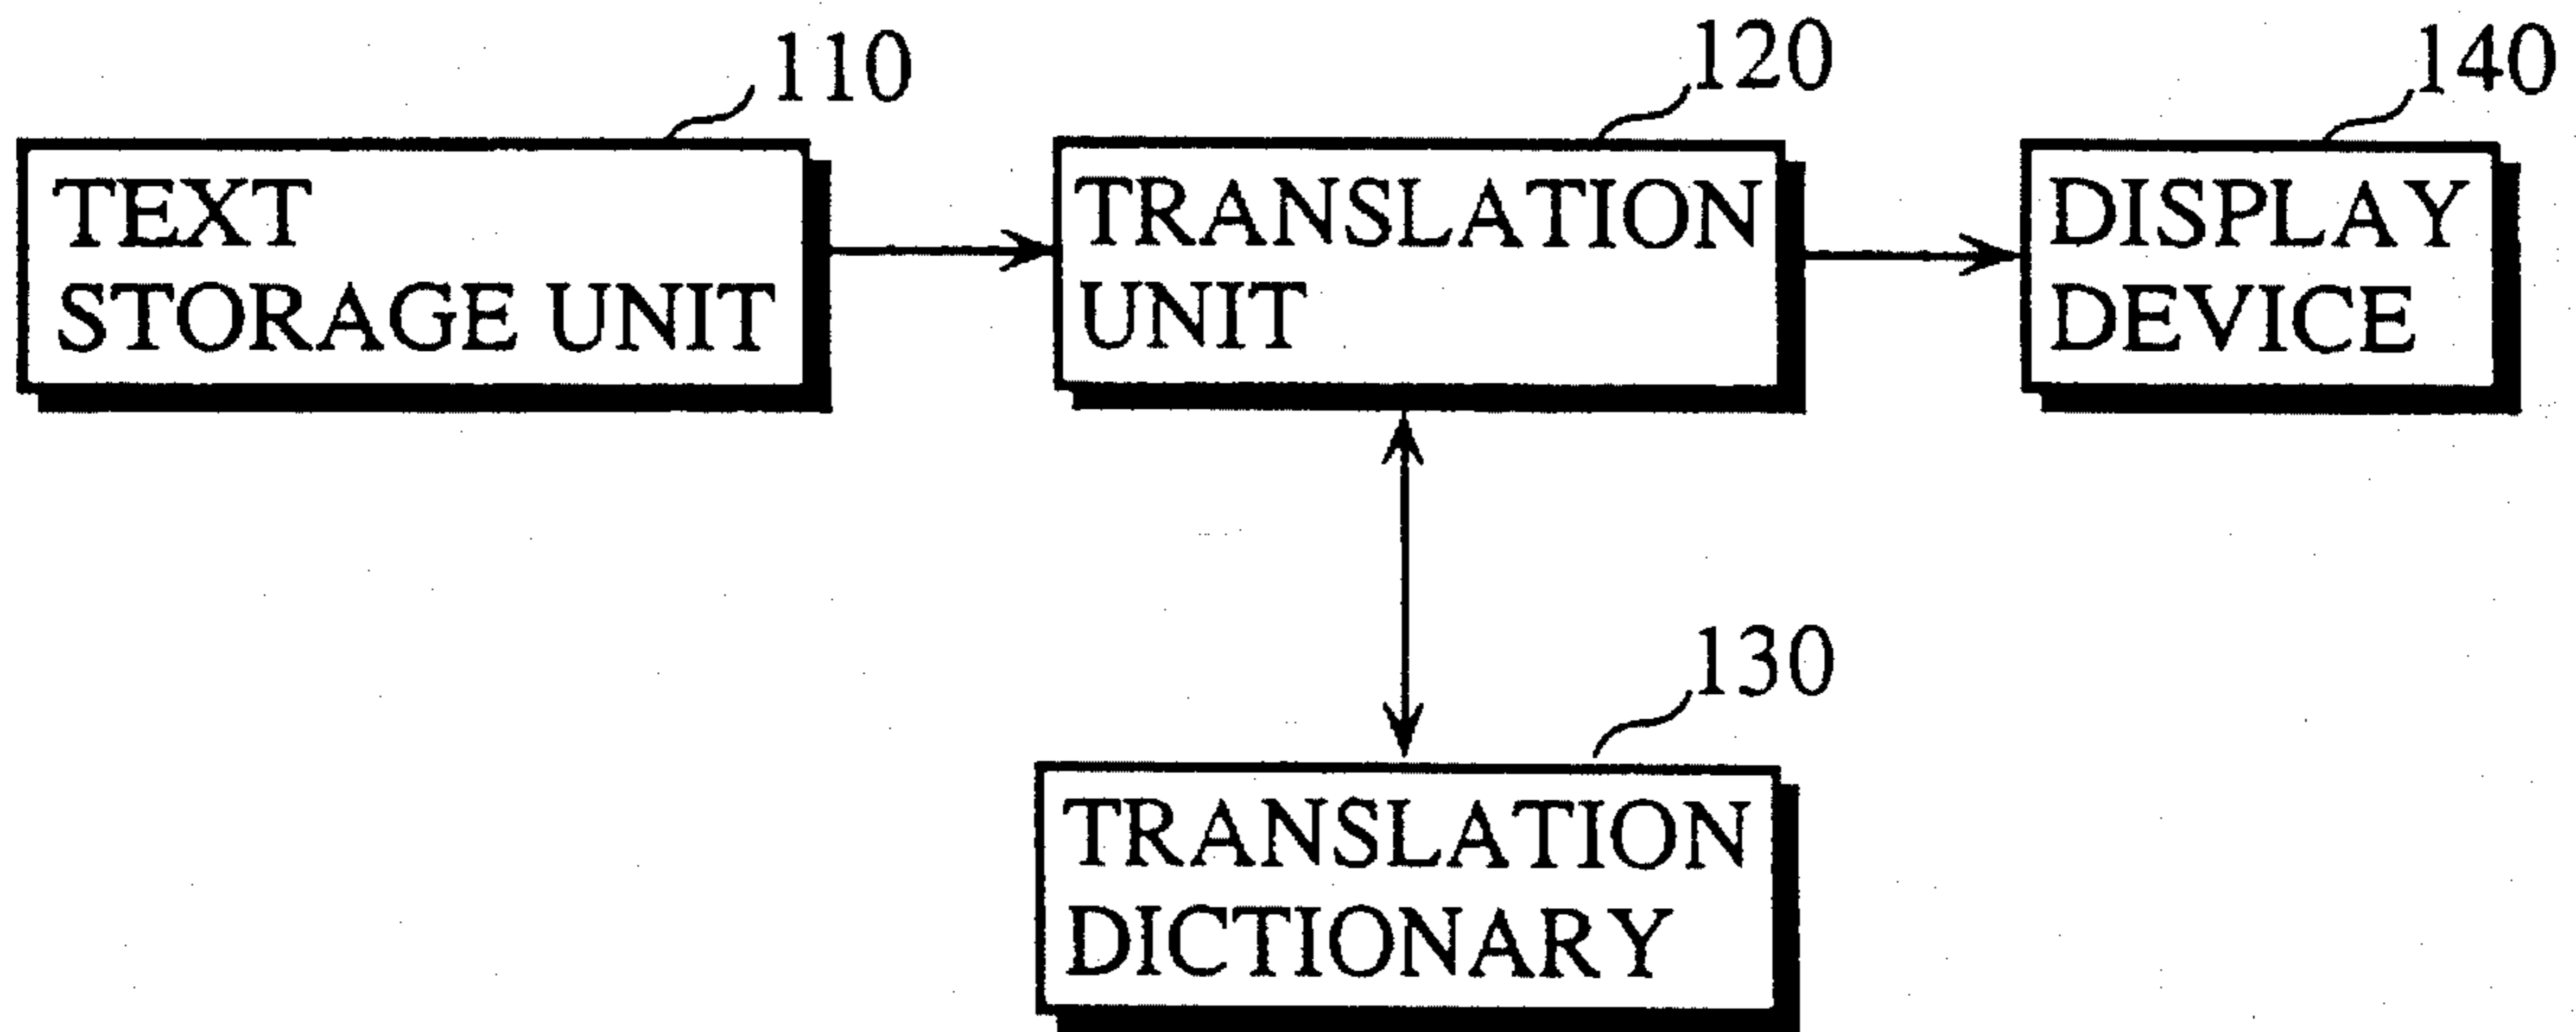 110
TEXT
STORAGE UNIT
120
TRANSLATION
UNIT
140
DISPLAY
DEVICE
130
TRANSLATION
DICTIONARY